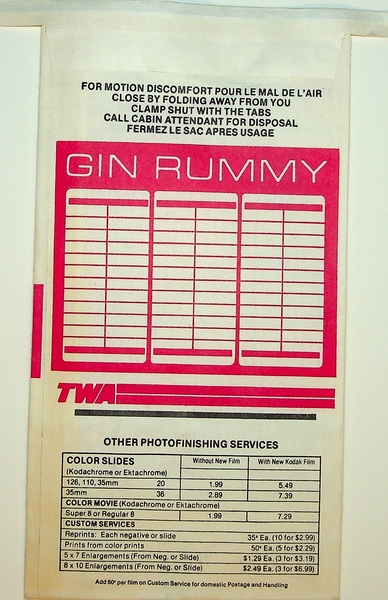 FOR MOTION DISCOMFORT POUR LE MAL DE L'AIR
CLOSE BY FOLDING AWAY FROM YOU
CLAMP SHUT WITH THE TABS
CALL CABIN ATTENDANT FOR DISPOSAL
FERMEZ LE SAC APRES USAGE
GIN RUMMY
TWA
OTHER PHOTOFINISHING SERVICES
COLOR SLIDES Without New Film With New Kodak Film
(Kodachrome or Ektachrome)
126, 110, 35mm 20 1.99 5.49
35mm 36 2.89 7.39
COLOR MOVIE (Kodachrome or Ektachrome)
Super 8 or Regular 8 1.99 7.29
CUSTOM SERVICES
Reprints: Each negative or slide 35¢ Ea. (10 for $2.99)
Prints from color prints 50¢ Ea. (5 for $2.29)
5 x 7 Enlargements (From Neg. or Slide) $1.29 Ea. (3 for $3.19)
8 x 10 Enlargements (From Neg. or Slide) $2.49 Ea. (3 for $6.99)
Add 60¢ per film on Custom Service for domestic Postage and Handling